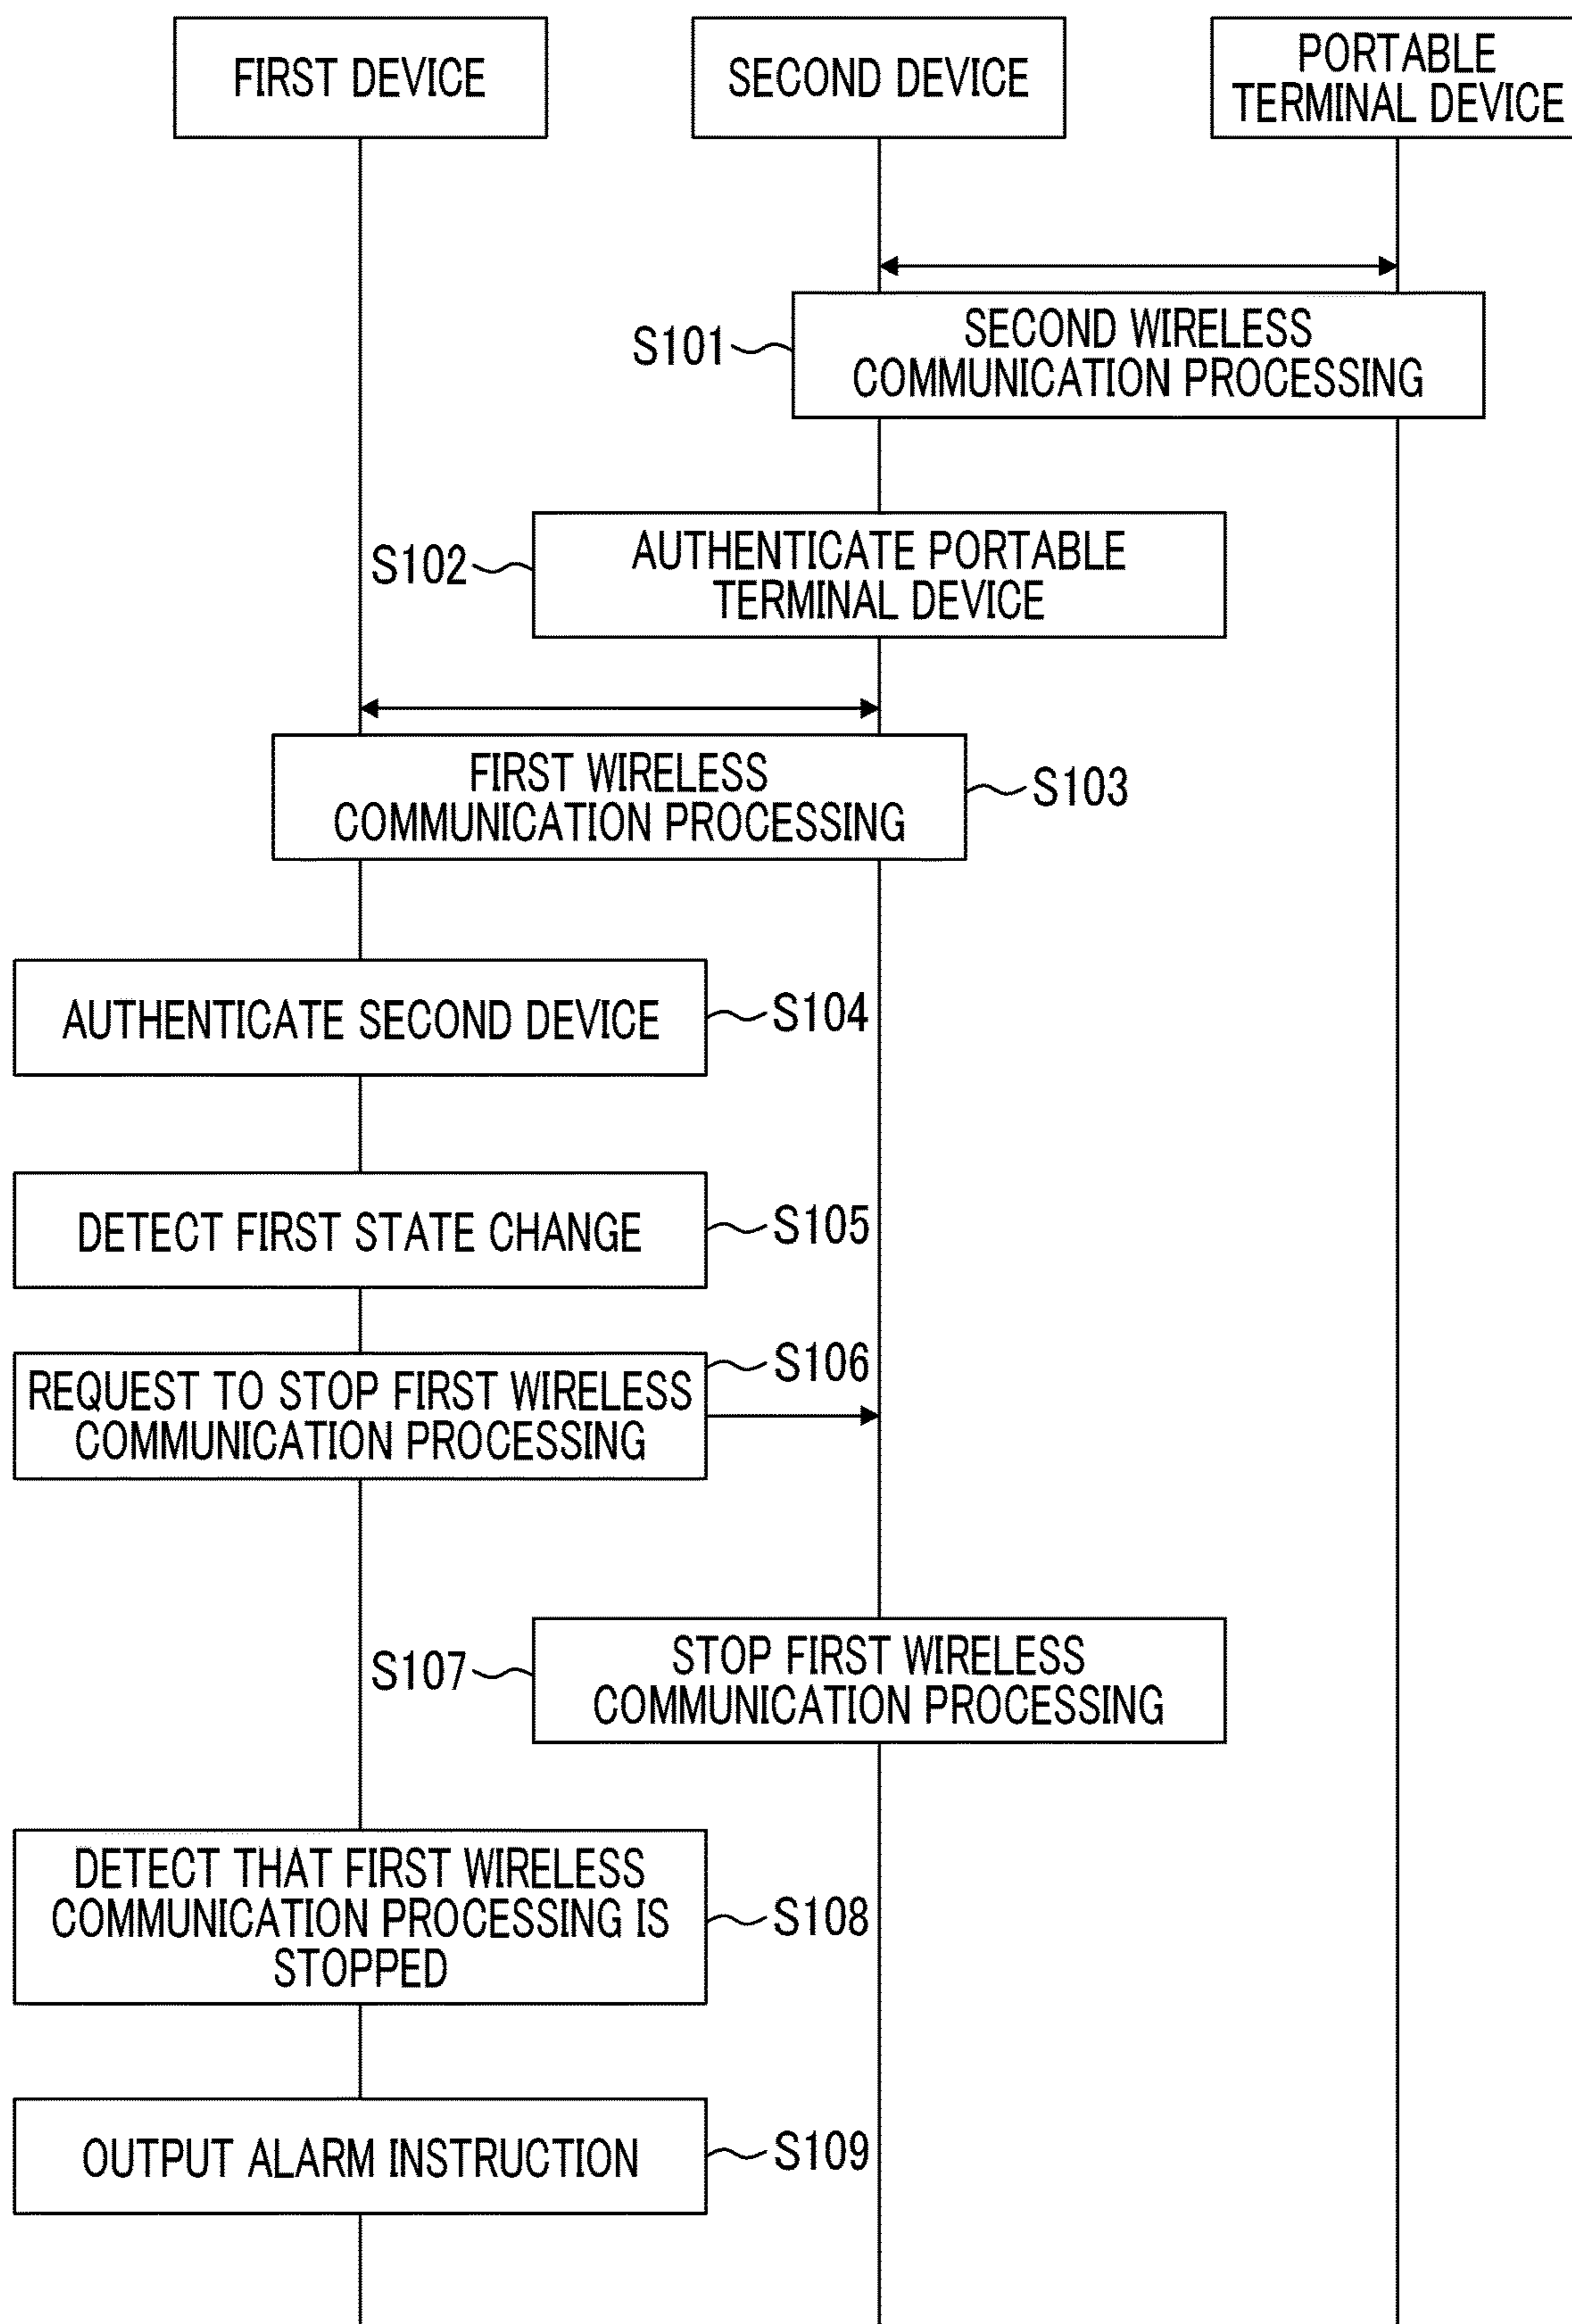 FIRST DEVICE
SECOND DEVICE
PORTABLE
TERMINAL DEVICE
S101
SECOND WIRELESS
COMMUNICATION PROCESSING
S102
AUTHENTICATE PORTABLE
TERMINAL DEVICE
FIRST WIRELESS
COMMUNICATION PROCESSING
S103
AUTHENTICATE SECOND DEVICE
S104
DETECT FIRST STATE CHANGE
S105
REQUEST TO STOP FIRST WIRELESS
COMMUNICATION PROCESSING
S106
S107
STOP FIRST WIRELESS
COMMUNICATION PROCESSING
DETECT THAT FIRST WIRELESS
COMMUNICATION PROCESSING IS
STOPPED
S108
OUTPUT ALARM INSTRUCTION
S109